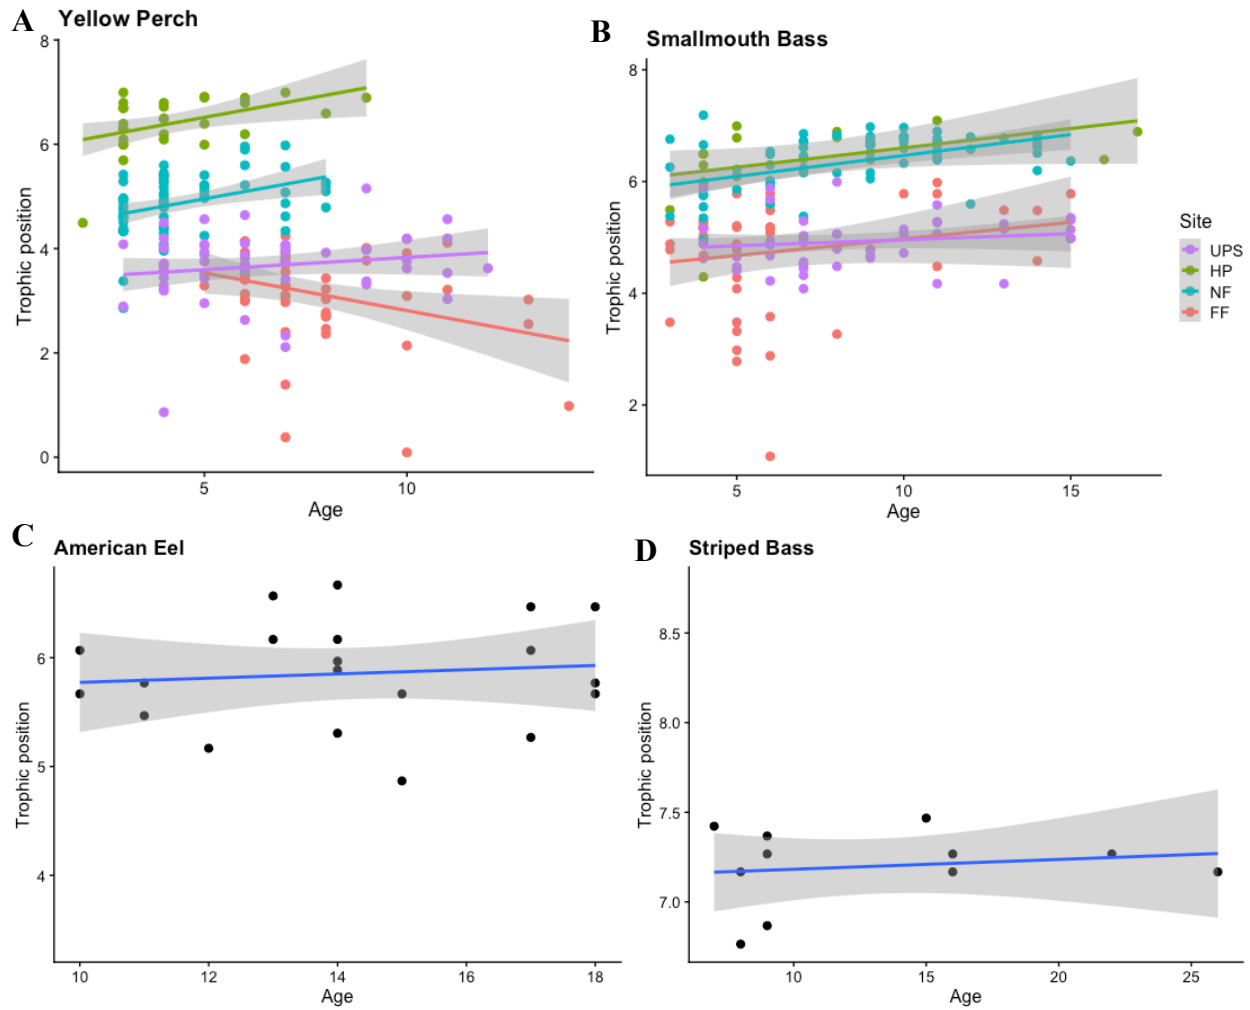 A Yellow Perch
8
6
4
2
0
Trophic position
5 10
Age
B Smallmouth Bass
8
6
4
2
Trophic position
5 10 15
Age
Site
UPS
HP
NF
FF
C American Eel
6
5
4
Trophic position
10 12 14 16 18
Age
D Striped Bass
8.5
8.0
7.5
7.0
Trophic position
10 15 20 25
Age